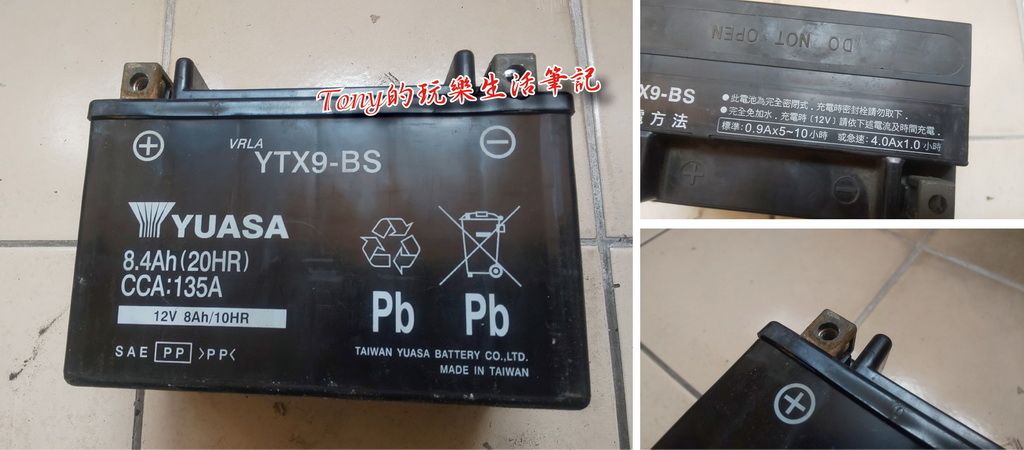 Tony的玩樂生活筆記
VRLA
YTX9-BS
YUASA
8.4Ah(20HR)
CCA:135A
12V 8Ah/10HR
SAE PP >PP<
Pb Pb
TAIWAN YUASA BATTERY CO.,LTD.
MADE IN TAIWAN
DO NOT OPEN
X9-BS
方法
●此電池為完全密閉式﹐充電時密封栓請勿取下﹒
●完全免加水﹐充電時(12V)請依下述電流及時間充電﹒
標準:0.9Ax5~10小時 或急速:4.0Ax1.0小時